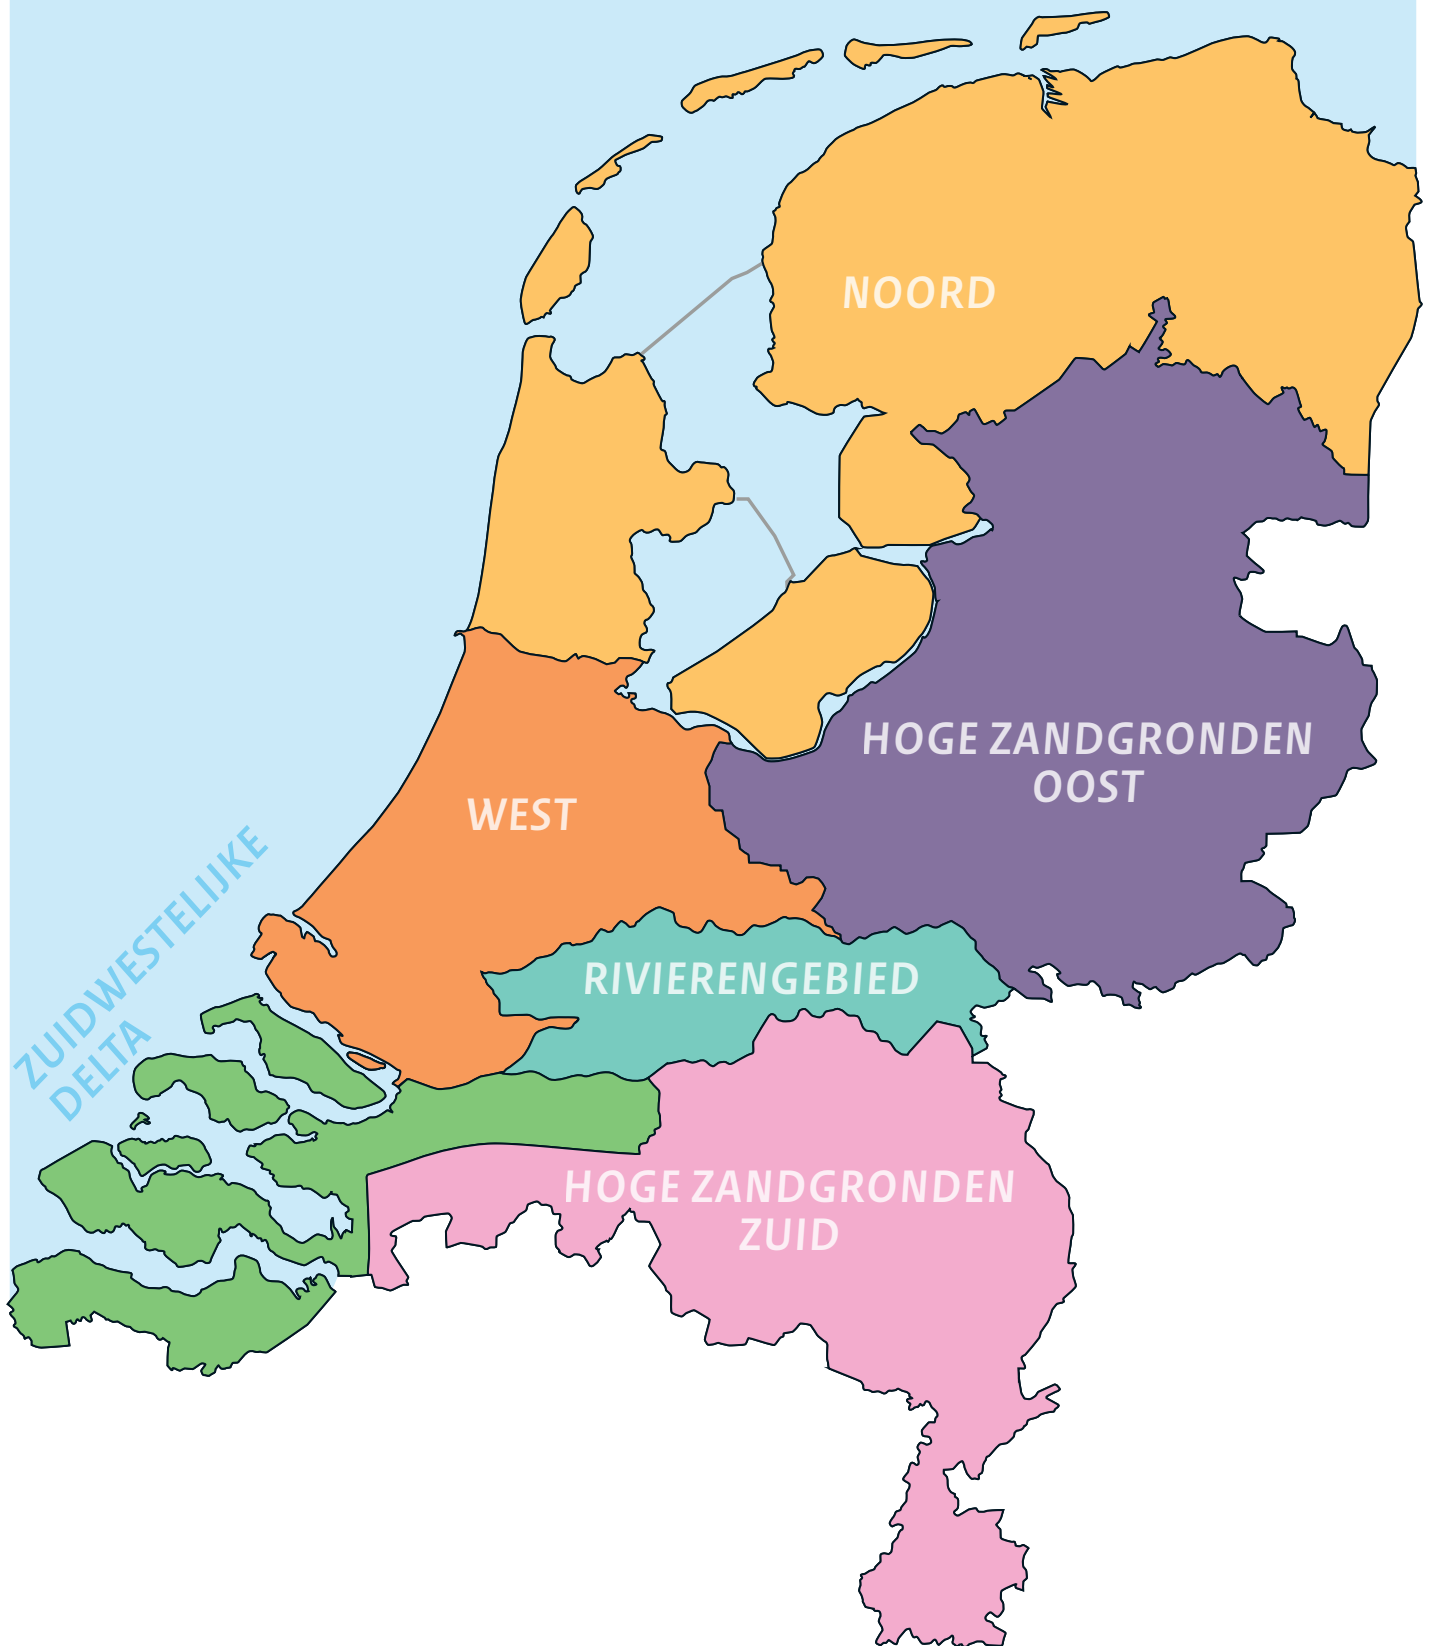 NOORD
HOGE ZANDGRONDEN
OOST
WEST
ZUIDWESTELIJKE
DELTA
RIVIERENGEBIED
HOGE ZANDGRONDEN
ZUID